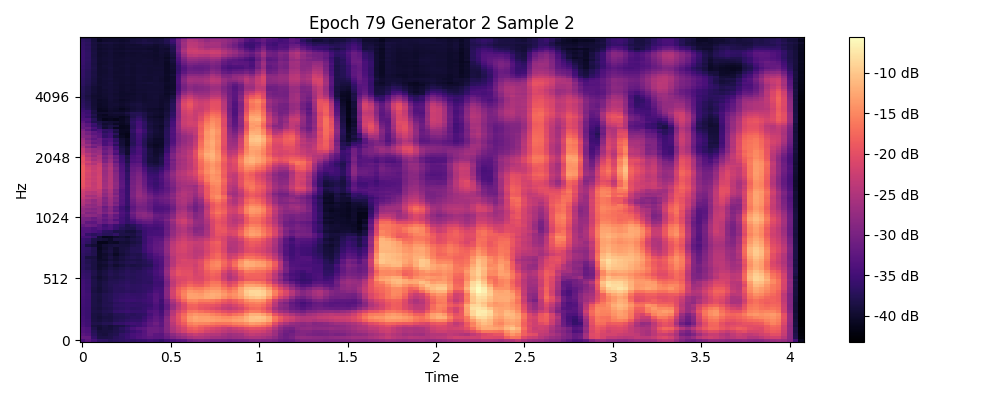 Epoch 79 Generator 2 Sample 2
Hz
4096
2048
1024
512
0
0
0.5
1
1.5
2
2.5
3
3.5
4
Time
-10 dB
-15 dB
-20 dB
-25 dB
-30 dB
-35 dB
-40 dB